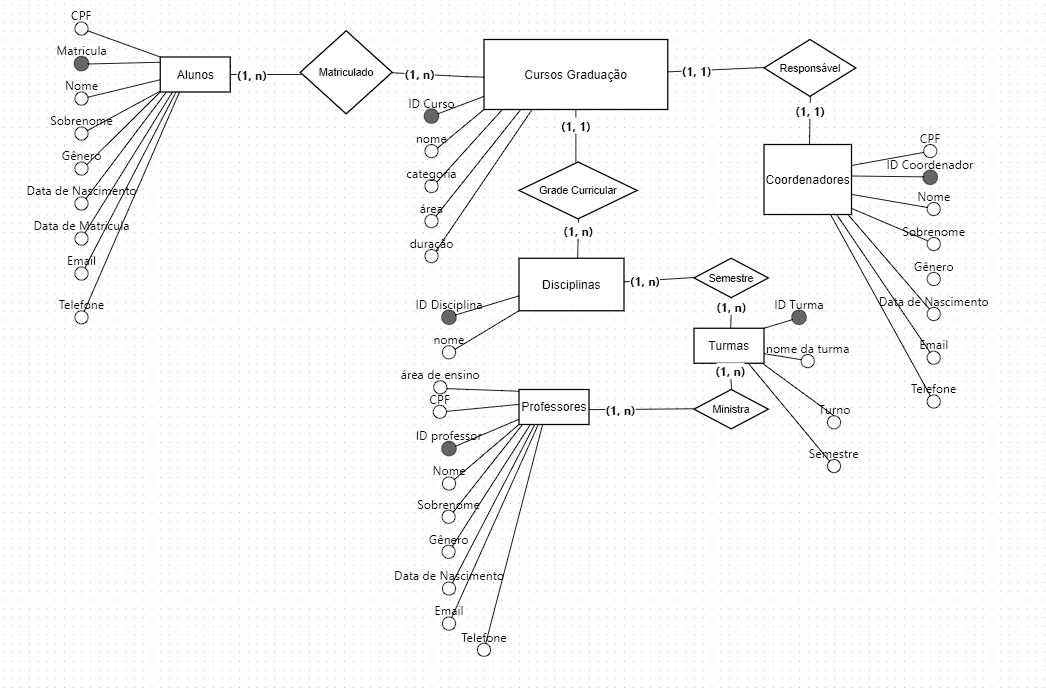 CPF
Matricula
Nome
Sobrenome
Gênero
Data de Nascimento
Data de Matrícula
Email
Telefone
Alunos
(1, n)
Matriculado
(1, n)
Cursos Graduação
ID Curso
nome
categoria
área
duração
(1, 1)
Responsável
(1, 1)
Coordenadores
CPF
ID Coordenador
Nome
Sobrenome
Gênero
Data de Nascimento
Email
Telefone
(1, 1)
Grade Curricular
(1, n)
Disciplinas
ID Disciplina
nome
(1, n)
Semestre
(1, n)
Turmas
ID Turma
nome da turma
Turno
Semestre
(1, n)
Ministra
(1, n)
Professores
área de ensino
CPF
ID professor
Nome
Sobrenome
Gênero
Data de Nascimento
Email
Telefone